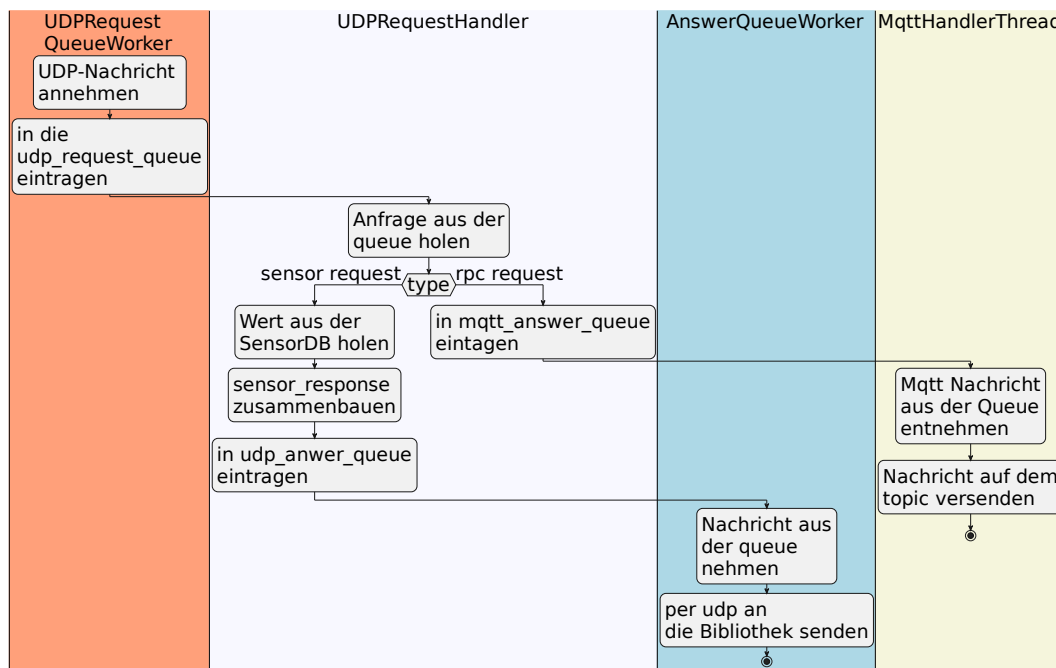 UDPRequest
QueueWorker
UDPRequestHandler
AnswerQueueWorker
MqttHandlerThread
UDP-Nachricht
annehmen
in die
udp_request_queue
eintragen
Anfrage aus der
queue holen
sensor request
type
rpc request
Wert aus der
SensorDB holen
in mqtt_answer_queue
eintagen
sensor_response
zusammenbauen
Mqtt Nachricht
aus der Queue
entnehmen
in udp_anwer_queue
eintragen
Nachricht auf dem
topic versenden
Nachricht aus
der queue
nehmen
per udp an
die Bibliothek senden